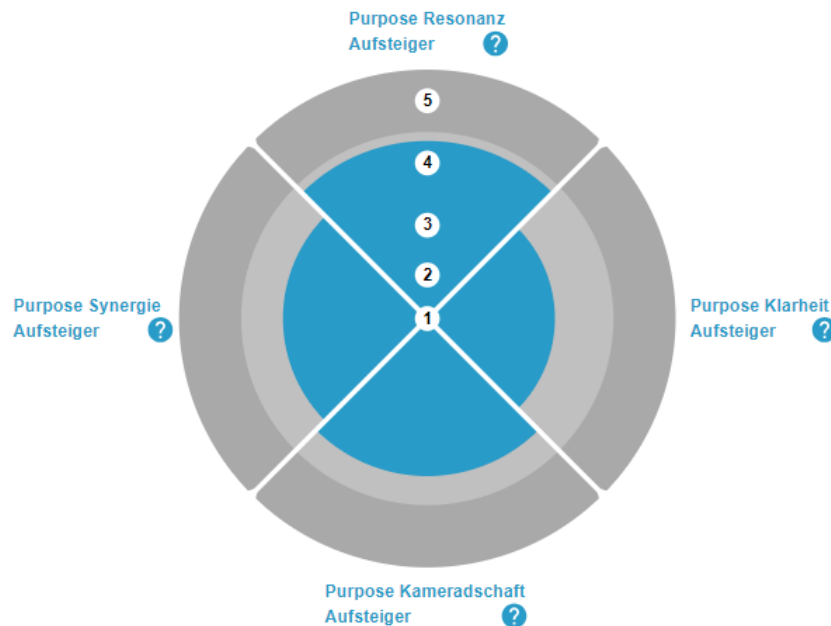 Purpose Resonanz
Aufsteiger ?
5
4
3
2
1
Purpose Synergie
Aufsteiger ?
Purpose Klarheit
Aufsteiger ?
Purpose Kameradschaft
Aufsteiger ?